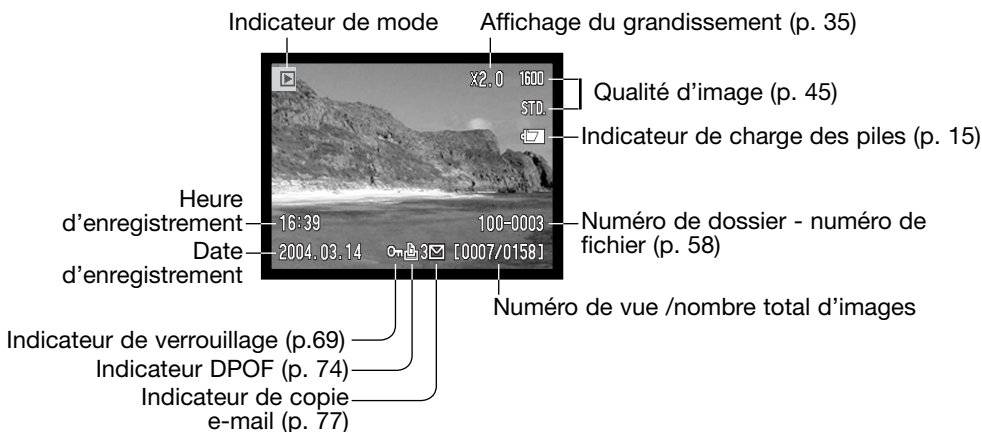 Indicateur de mode
Affichage du grandissement (p. 35)
X2.0 1600
STD.
Qualité d'image (p. 45)
Indicateur de charge des piles (p. 15)
Heure
d'enregistrement
16:39
100-0003
Numéro de dossier - numéro de
fichier (p. 58)
Date
d'enregistrement
2004.03.14
3
[0007/0158]
Numéro de vue /nombre total d'images
Indicateur de verrouillage (p.69)
Indicateur DPOF (p. 74)
Indicateur de copie
e-mail (p. 77)